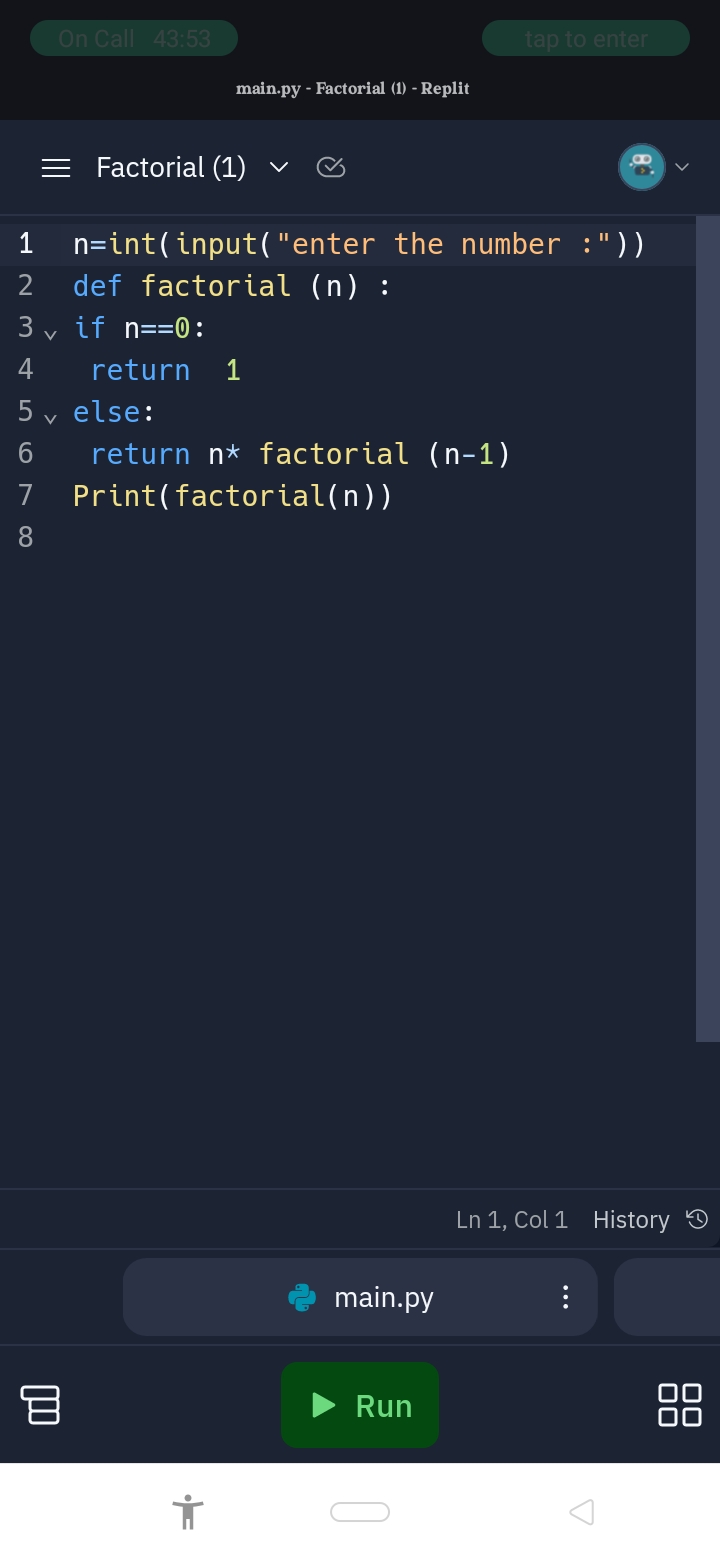 On Call 43:53
tap to enter
main.py - Factorial (1) - Replit
Factorial (1)
1 n=int(input("enter the number :"))
2 def factorial (n) :
3 if n==0:
4  return  1
5 else:
6  return n* factorial (n-1)
7 Print(factorial(n))
8
Ln 1, Col 1 History
main.py
Run